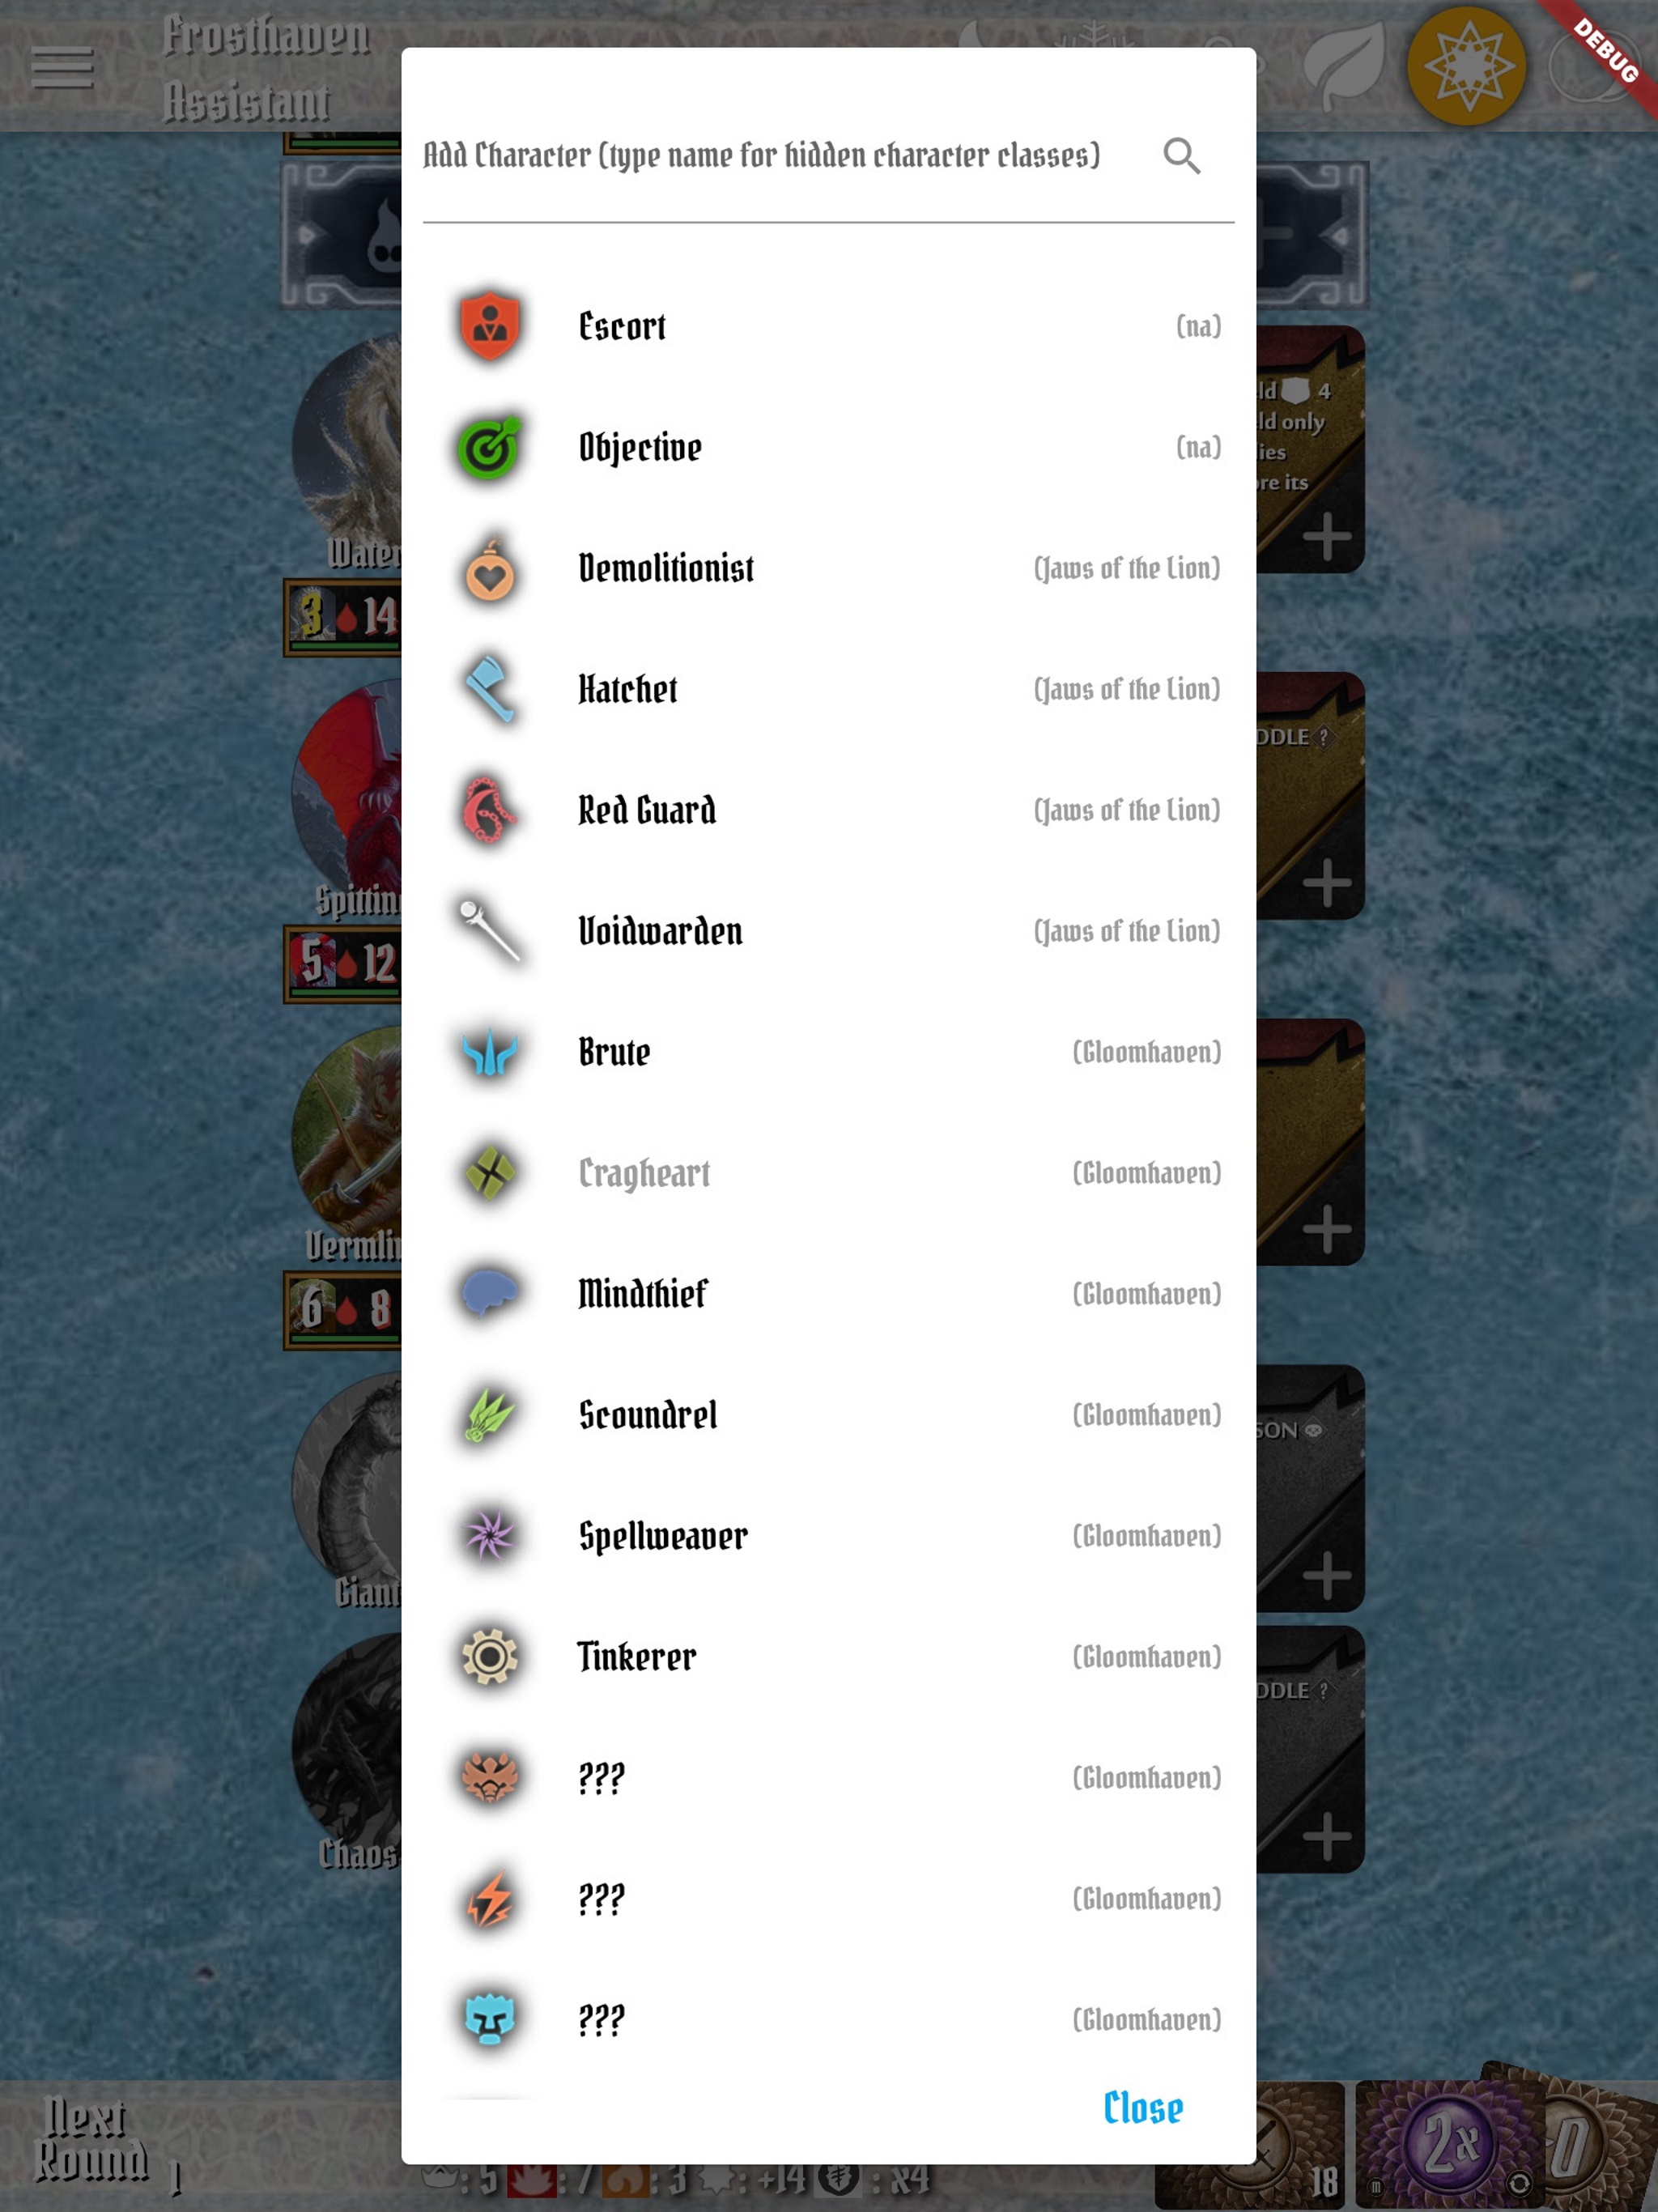 Frosthaven
Assistant
DEBUG
Add Character (type name for hidden character classes)
Escort (na)
Objective (na)
Demolitionist (Jaws of the Lion)
Hatchet (Jaws of the Lion)
Red Guard (Jaws of the Lion)
Voidwarden (Jaws of the Lion)
Brute (Gloomhaven)
Cragheart (Gloomhaven)
Mindthief (Gloomhaven)
Scoundrel (Gloomhaven)
Spellweaver (Gloomhaven)
Tinkerer (Gloomhaven)
??? (Gloomhaven)
??? (Gloomhaven)
??? (Gloomhaven)
Close
Water
3 14
Spittin
5 12
Vermlin
6 8
Giant
Chaos
ld 4
ld only
ies
re its
DDLE ?
SON
DDLE ?
Next
Round 1
: 5 : 7 : 3 : +14 : x4
18
2x
m
0